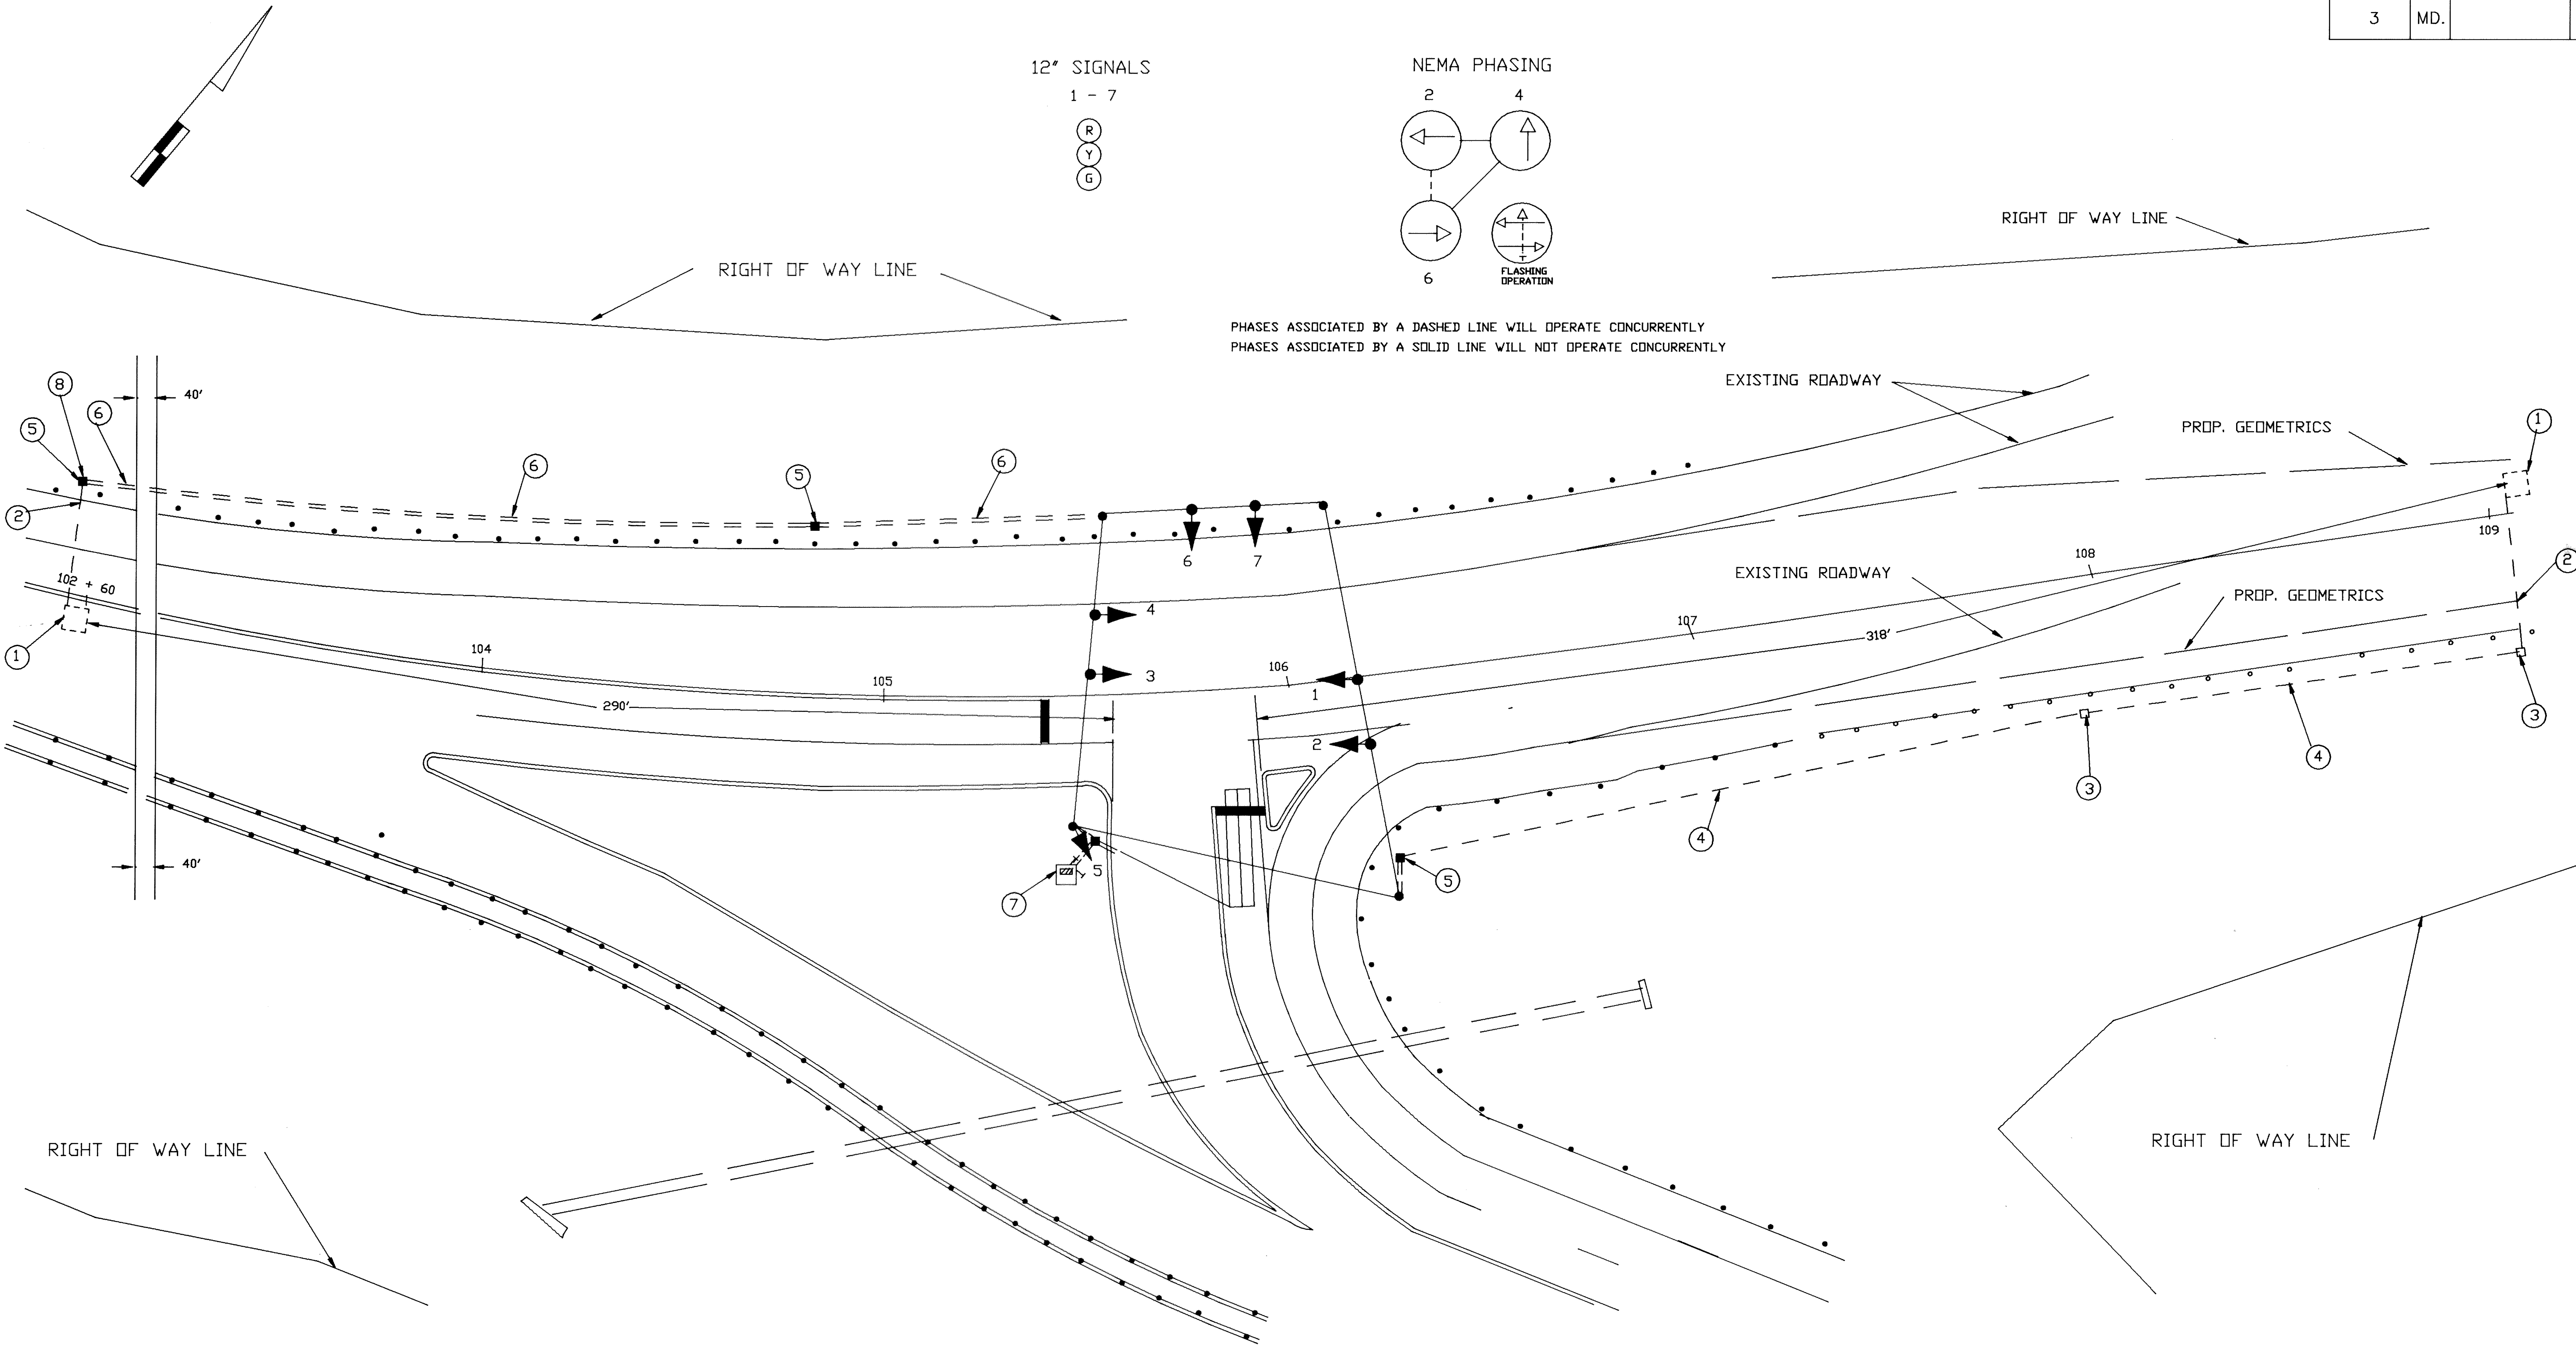 3 MD.
12" SIGNALS
1 - 7
R
Y
G
NEMA PHASING
2 4
6
FLASHING
OPERATION
RIGHT OF WAY LINE
RIGHT OF WAY LINE
PHASES ASSOCIATED BY A DASHED LINE WILL OPERATE CONCURRENTLY
PHASES ASSOCIATED BY A SOLID LINE WILL NOT OPERATE CONCURRENTLY
EXISTING ROADWAY
PROP. GEOMETRICS
1
8
40'
6
5
2
6
5
6
109
108
2
6
7
EXISTING ROADWAY
PROP. GEOMETRICS
102 + 60
1
4
107
318'
104
3
106
105
1
290'
2
3
3
4
4
40'
5
7
5
RIGHT OF WAY LINE
RIGHT OF WAY LINE